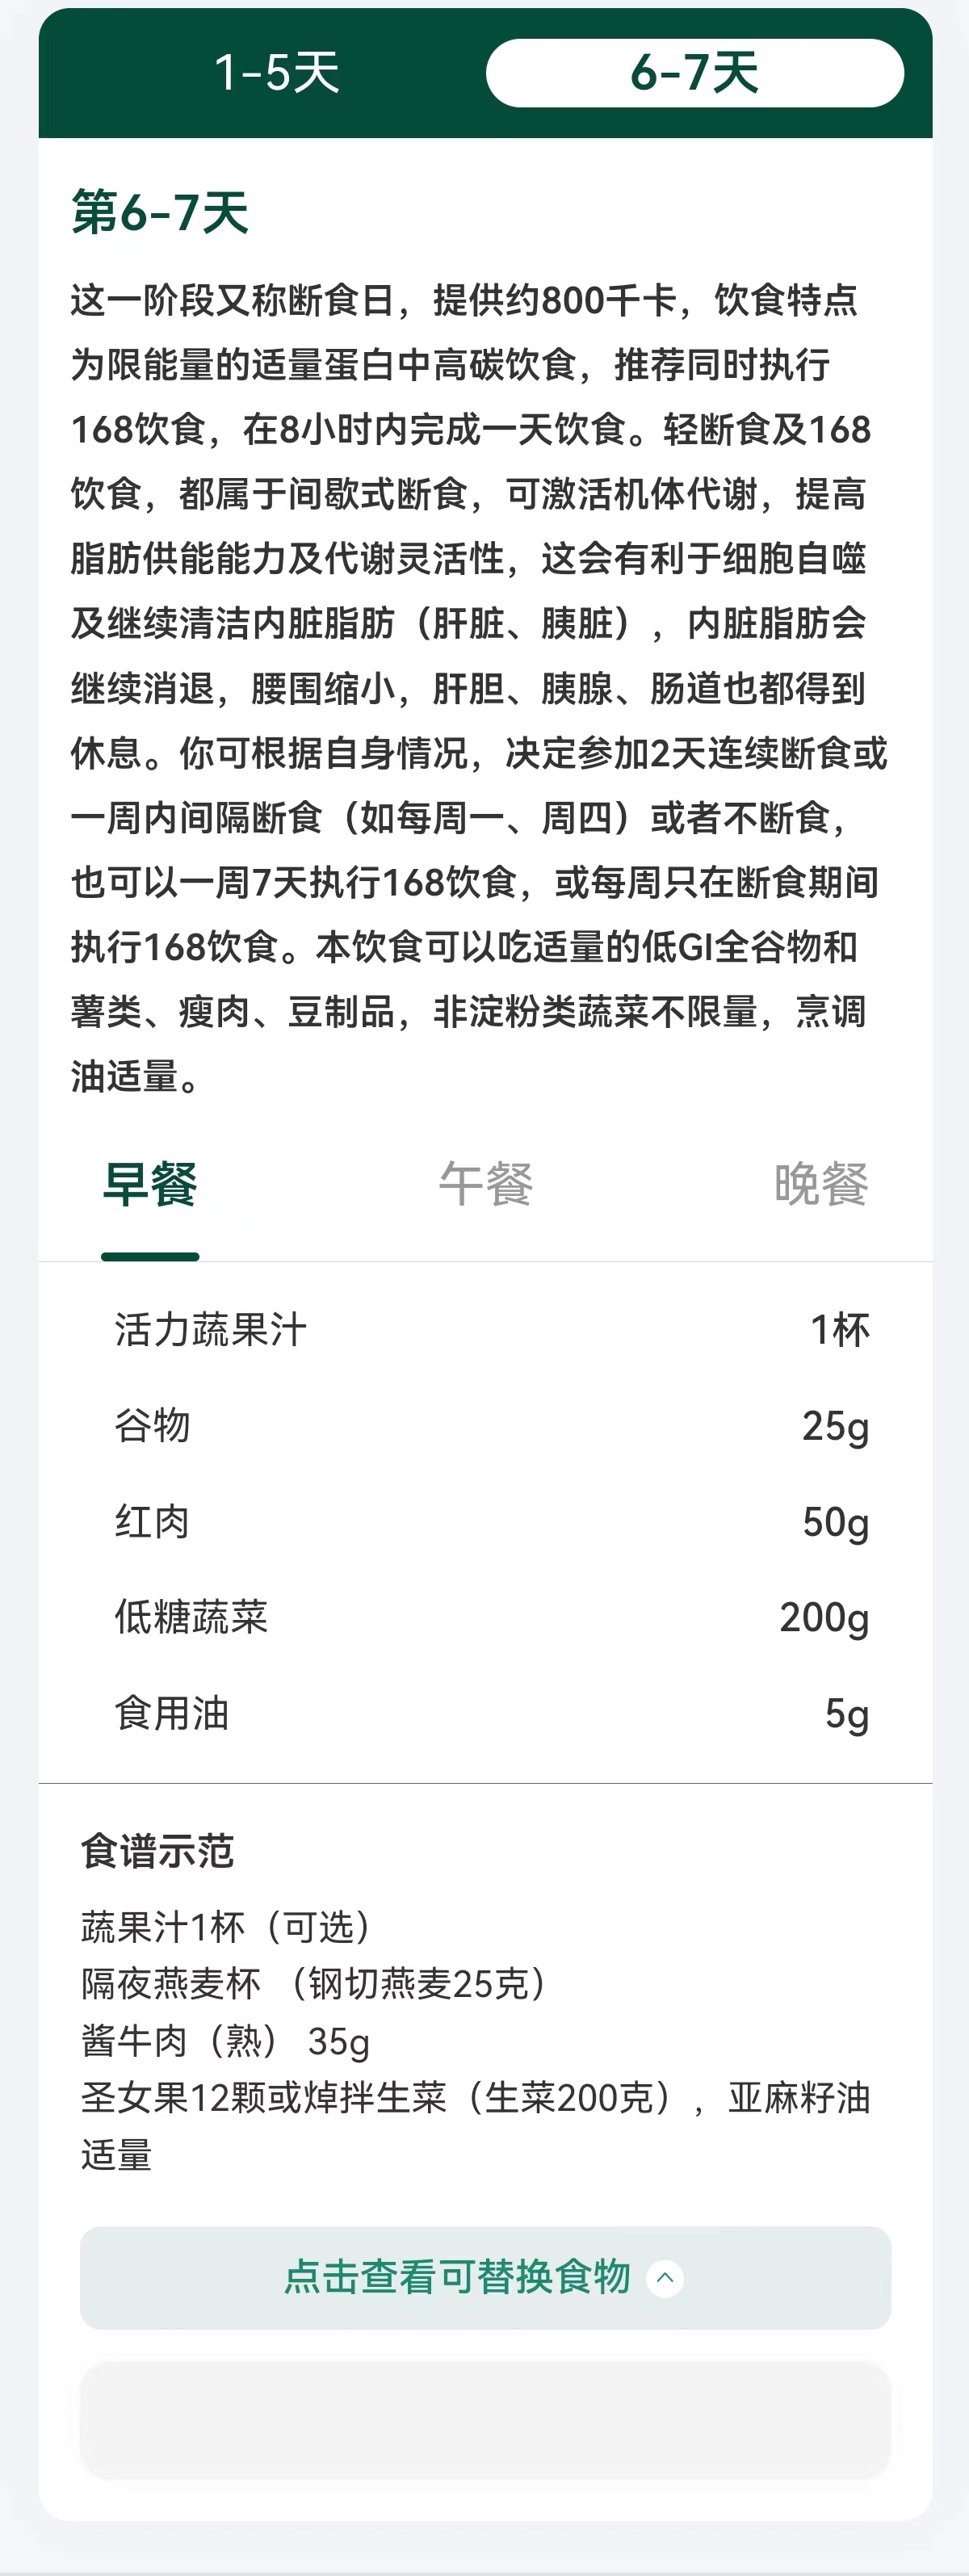 1-5天 6-7天
第6-7天
这一阶段又称断食日，提供约800千卡，饮食特点
为限能量的适量蛋白中高碳饮食，推荐同时执行
168饮食，在8小时内完成一天饮食。轻断食及168
饮食，都属于间歇式断食，可激活机体代谢，提高
脂肪供能能力及代谢灵活性，这会有利于细胞自噬
及继续清洁内脏脂肪（肝脏、胰脏），内脏脂肪会
继续消退，腰围缩小，肝胆、胰腺、肠道也都得到
休息。你可根据自身情况，决定参加2天连续断食或
一周内间隔断食（如每周一、周四）或者不断食，
也可以一周7天执行168饮食，或每周只在断食期间
执行168饮食。本饮食可以吃适量的低GI全谷物和
薯类、瘦肉、豆制品，非淀粉类蔬菜不限量，烹调
油适量。
早餐 午餐 晚餐
活力蔬果汁 1杯
谷物 25g
红肉 50g
低糖蔬菜 200g
食用油 5g
食谱示范
蔬果汁1杯（可选）
隔夜燕麦杯 （钢切燕麦25克）
酱牛肉（熟） 35g
圣女果12颗或焯拌生菜（生菜200克），亚麻籽油
适量
点击查看可替换食物